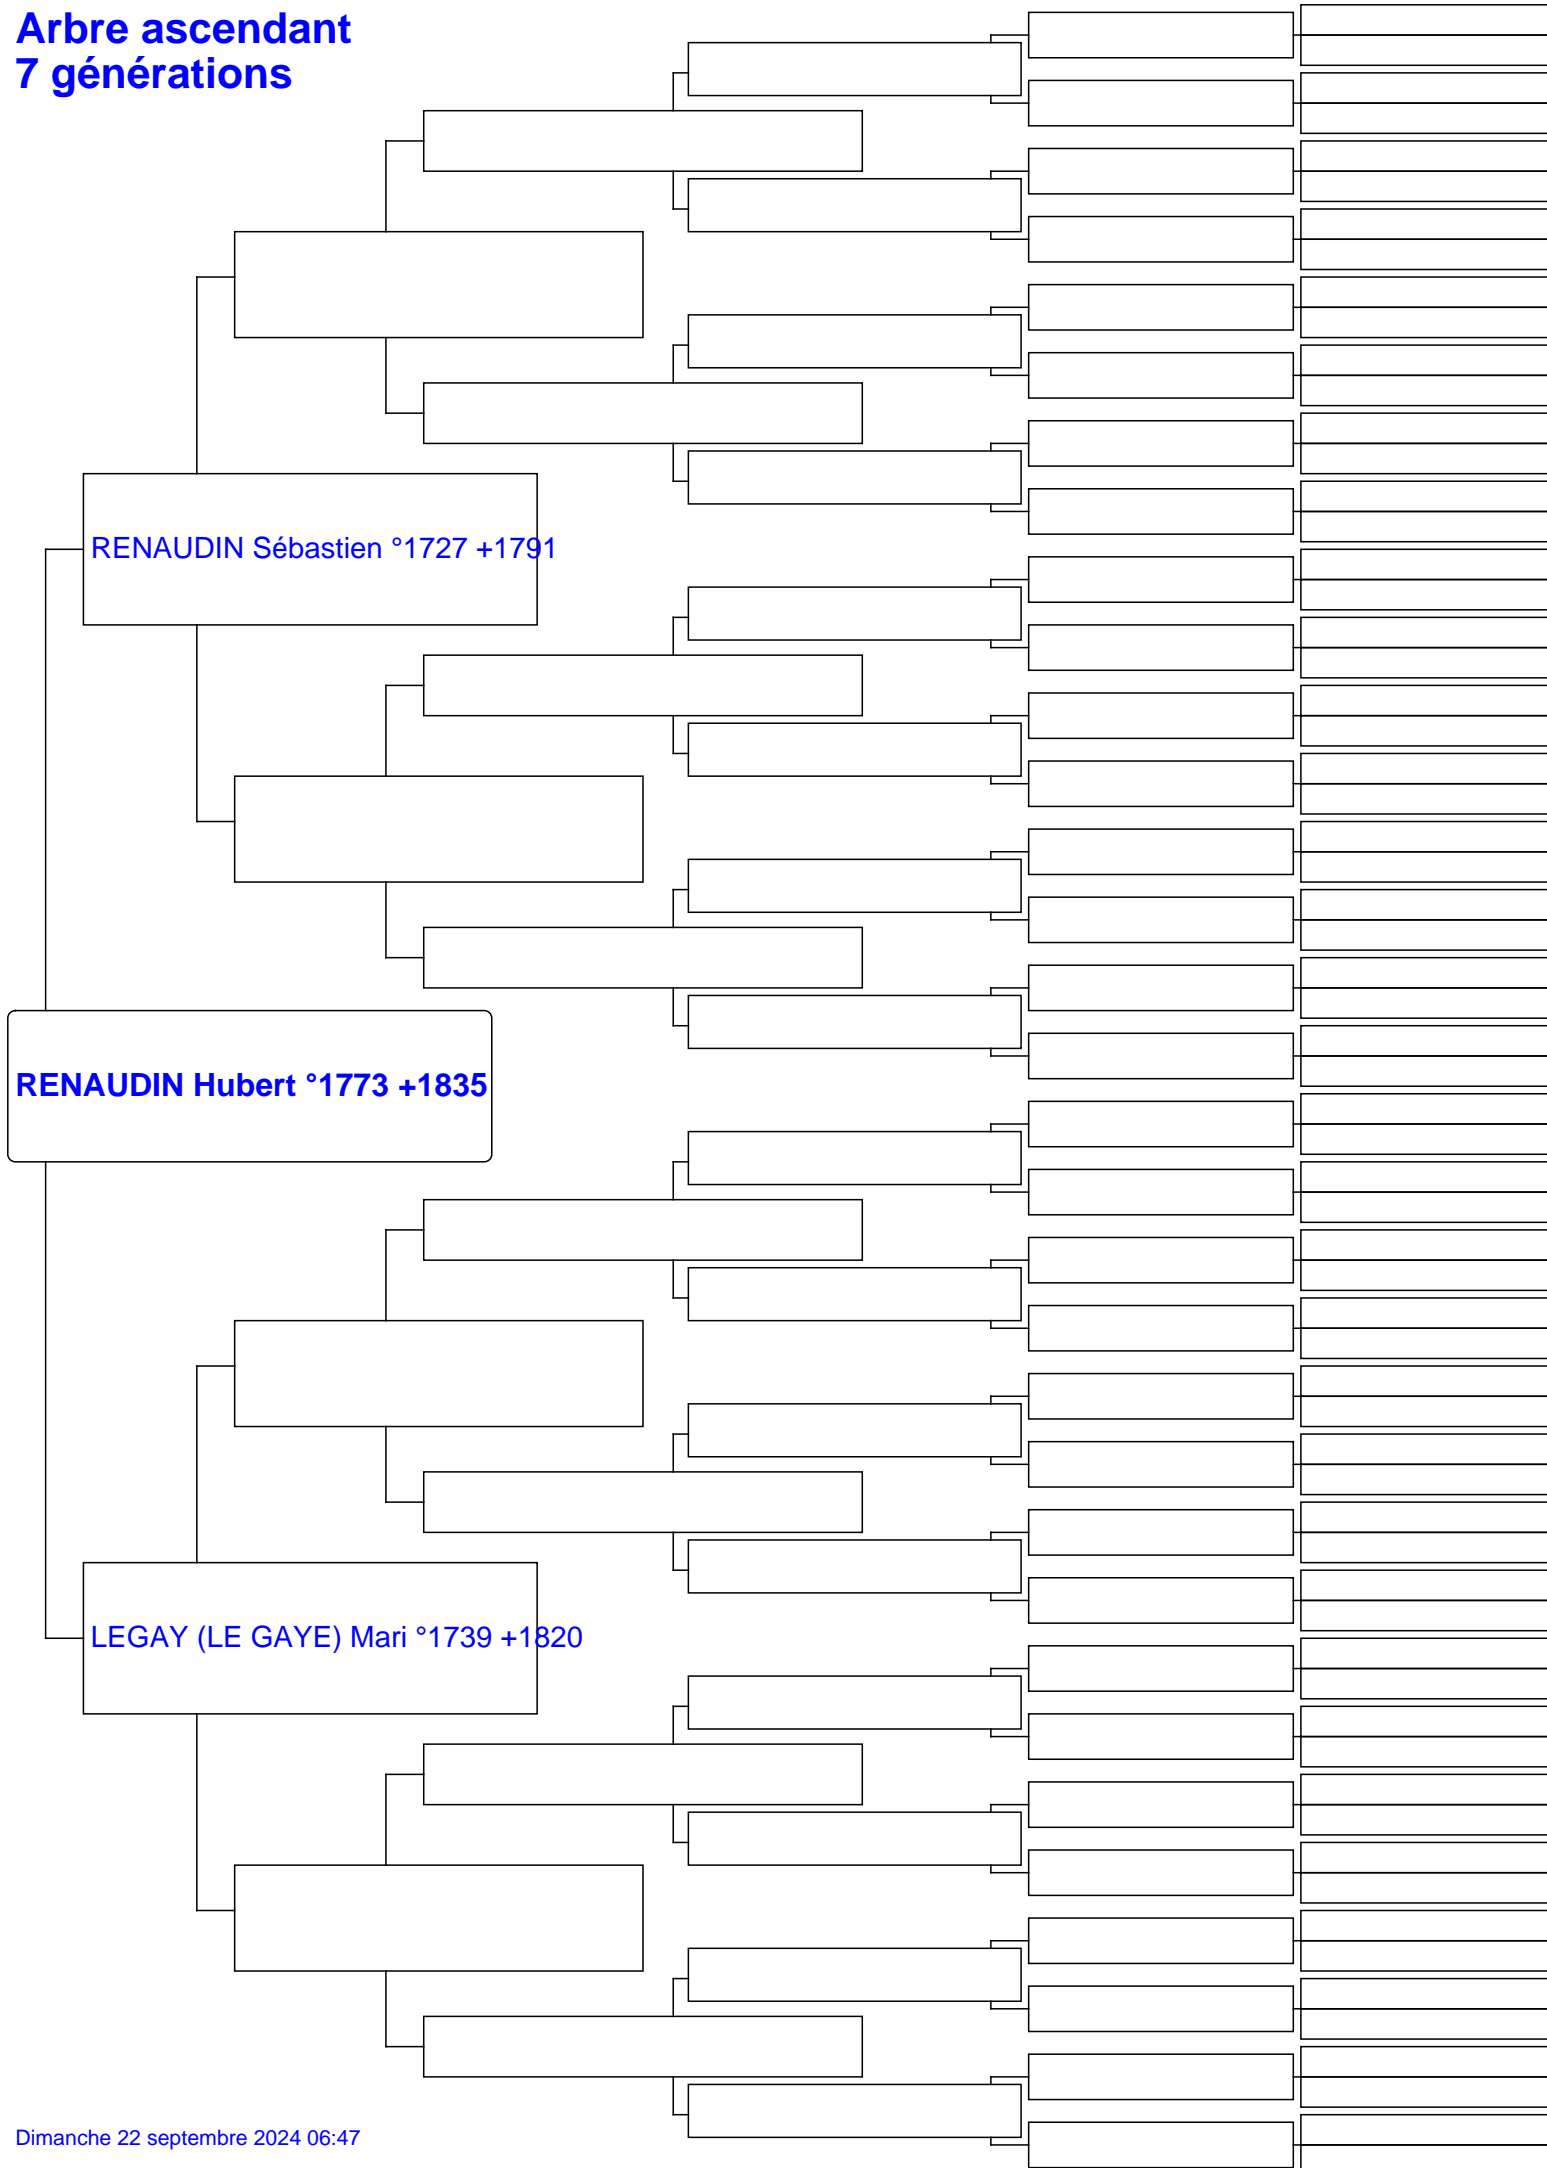 Arbre ascendant
7 générations
RENAUDIN Sébastien °1727 +1791
RENAUDIN Hubert °1773 +1835
LEGAY (LE GAYE) Mari °1739 +1820
Dimanche 22 septembre 2024 06:47